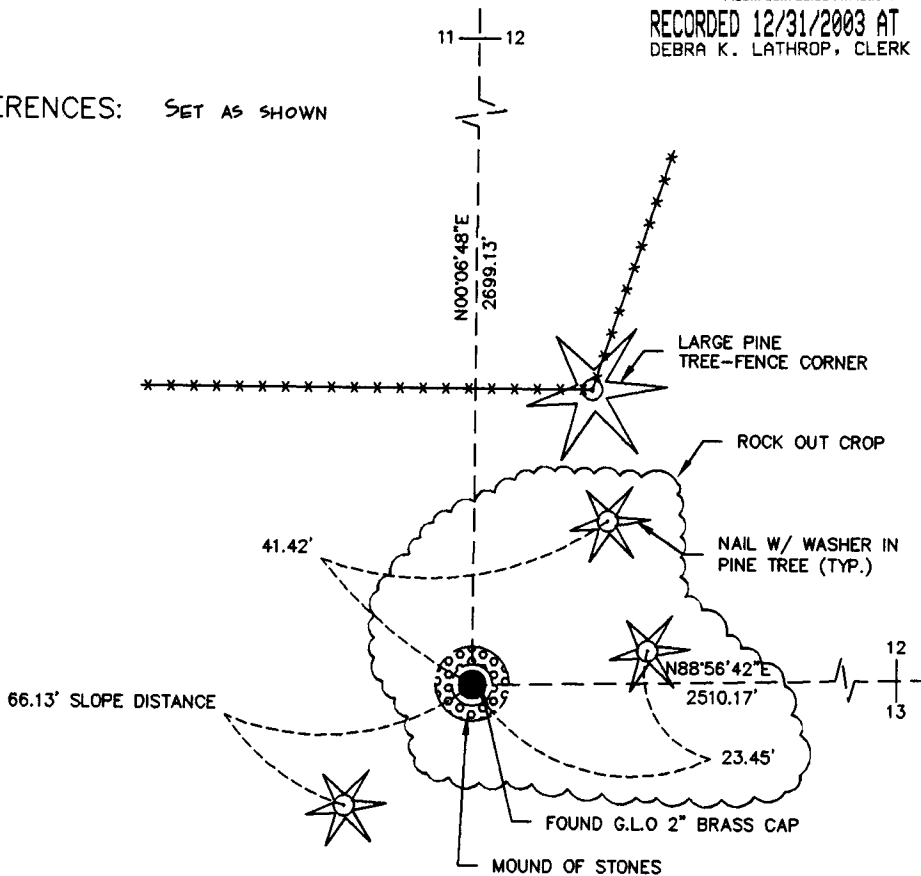 RECORDED 12/31/2003 AT
DEBRA K. LATHROP, CLERK
11 12
ERENCES: SET AS SHOWN
N00°06'48"E
2699.13'
LARGE PINE
TREE-FENCE CORNER
ROCK OUT CROP
41.42'
NAIL W/ WASHER IN
PINE TREE (TYP.)
N88°56'42"E
2510.17'
12
13
66.13' SLOPE DISTANCE
23.45'
FOUND G.L.O 2" BRASS CAP
MOUND OF STONES